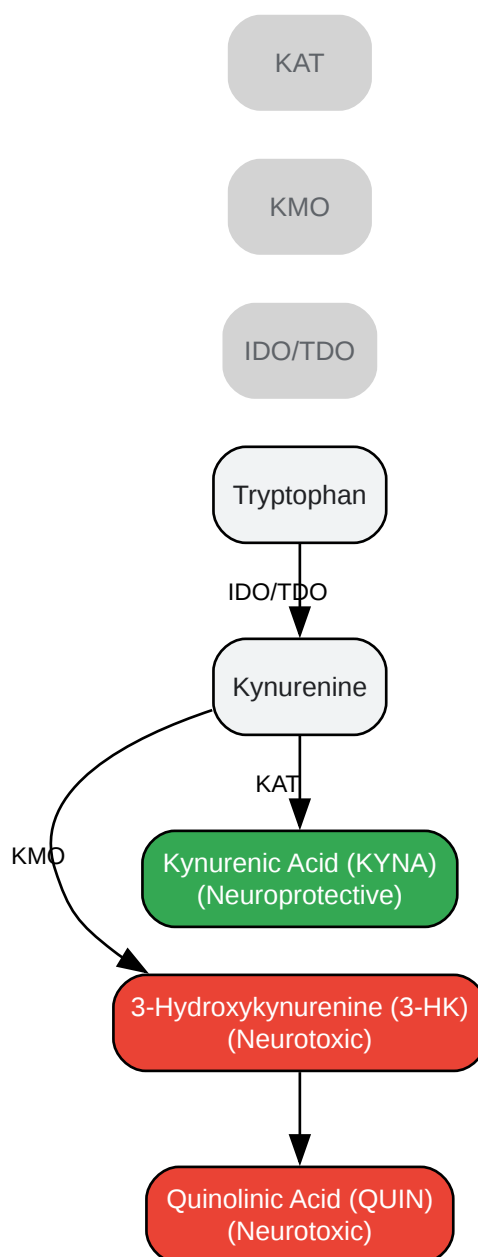 KAT
KMO
IDO/TDO
Tryptophan
IDO/TDO
Kynurenine
KAT
KMO
Kynurenic Acid (KYNA)
(Neuroprotective)
3-Hydroxykynurenine (3-HK)
(Neurotoxic)
Quinolinic Acid (QUIN)
(Neurotoxic)